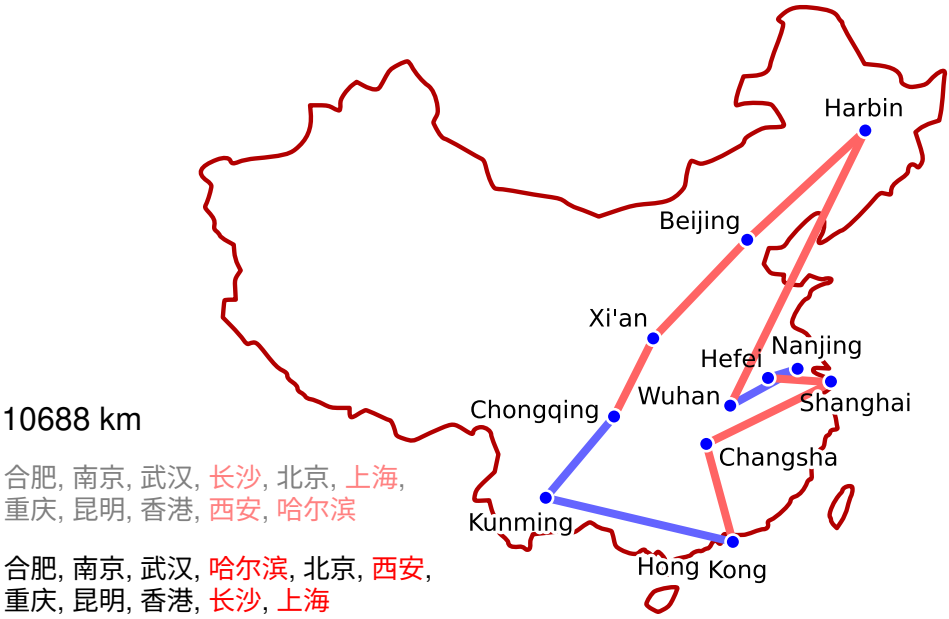 Harbin
Beijing
Xi'an
Hefei
Nanjing
Wuhan
Shanghai
Chongqing
Changsha
Kunming
Hong Kong
10688 km
合肥, 南京, 武汉, 长沙, 北京, 上海,
重庆, 昆明, 香港, 西安, 哈尔滨
合肥, 南京, 武汉, 哈尔滨, 北京, 西安,
重庆, 昆明, 香港, 长沙, 上海